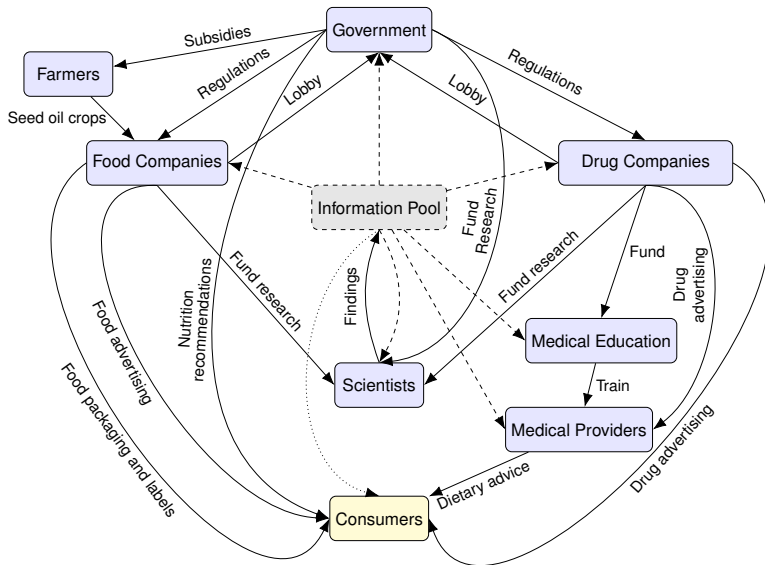 Government
Subsidies
Farmers
Regulations
Regulations
Lobby
Lobby
Seed oil crops
Food Companies
Drug Companies
Information Pool
Fund
Research
Fund research
Findings
Fund research
Fund
Drug
advertising
Nutrition
recommendations
Food advertising
Food packaging and labels
Medical Education
Scientists
Train
Medical Providers
Drug advertising
Dietary advice
Consumers